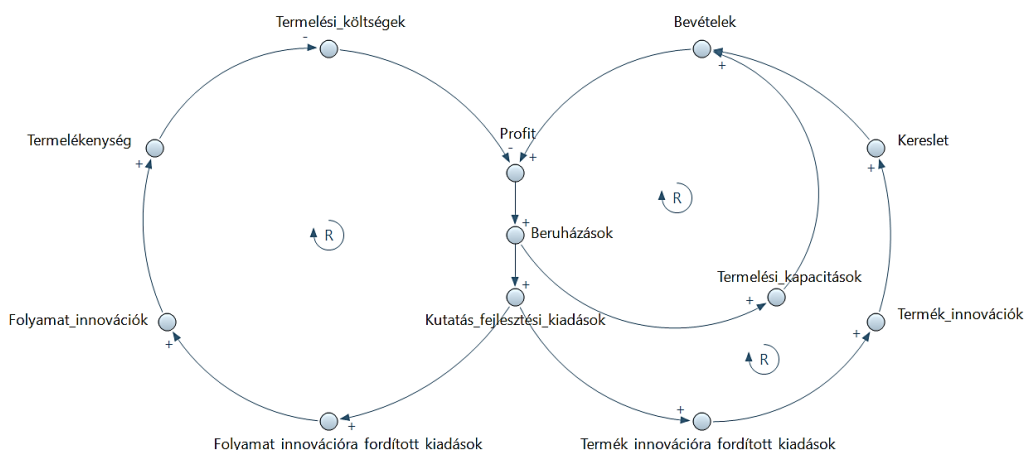 Termelési_költségek
Bevételek
-
+
Termelékenység
Profit
Kereslet
+
-
+
+
R
+
Beruházások
R
Termelési_kapacitások
+
+
Folyamat_innovációk
Kutatás_fejlesztési_kiadások
Termék_innovációk
+
+
R
+
+
Folyamat_innovációra_fordított_kiadások
Termék_innovációra_fordított_kiadások